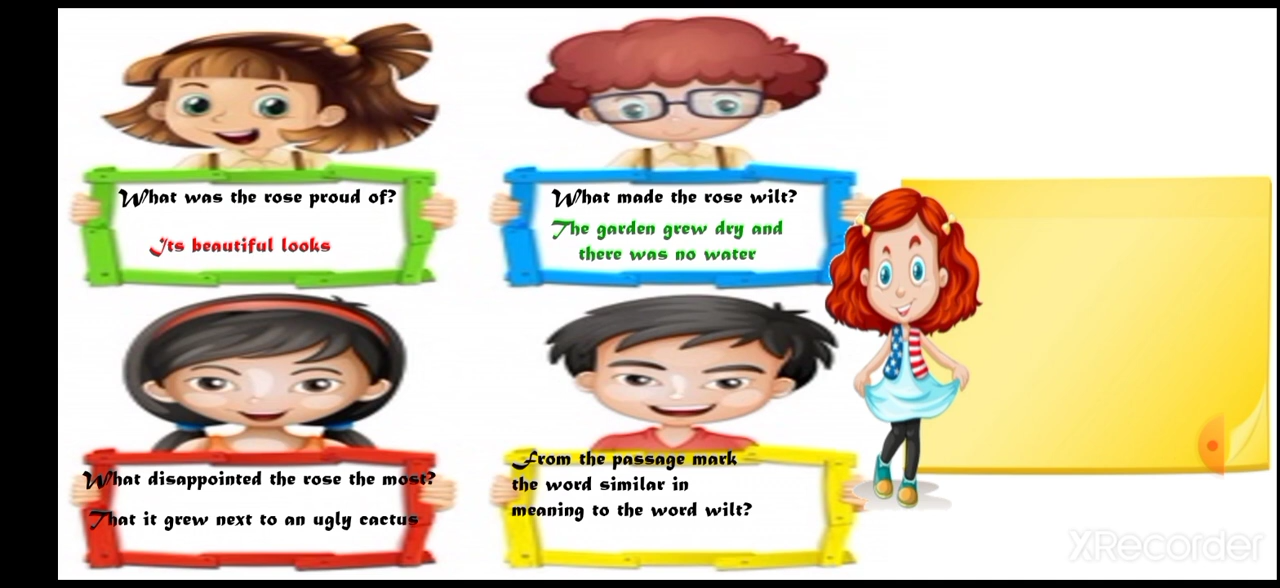 What was the rose proud of?
Its beautiful looks
What made the rose wilt?
The garden grew dry and
there was no water
What disappointed the rose the most?
That it grew next to an ugly cactus
From the passage mark
the word similar in
meaning to the word wilt?
XRecorder